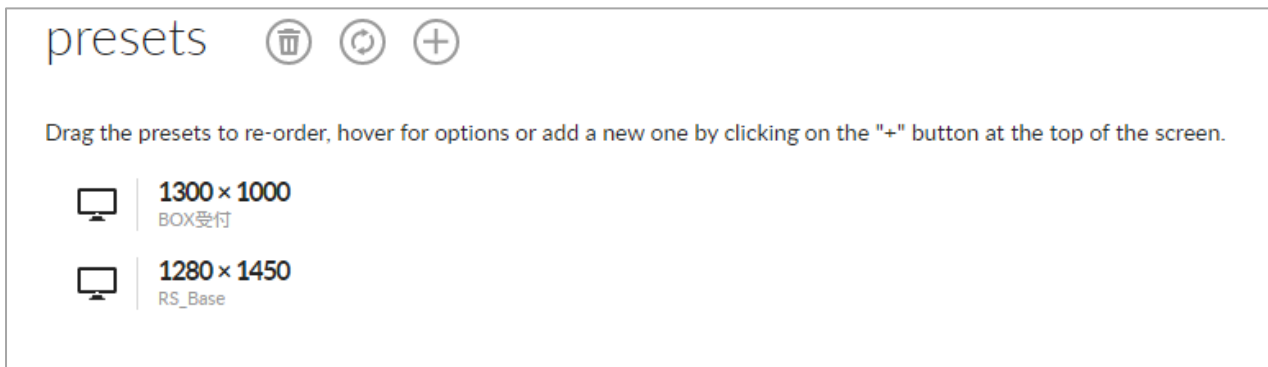 presets
Drag the presets to re-order, hover for options or add a new one by clicking on the "+" button at the top of the screen.
1300 × 1000
BOX受付
1280 × 1450
RS_Base